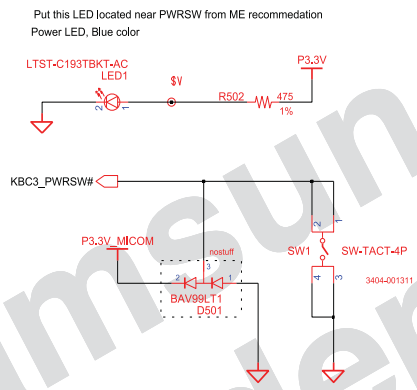 Put this LED located near PWRSW from ME recommedation
Power LED, Blue color
LTST-C193TBKT-AC
LED1
2
1
$V
R502
475
1%
P3.3V
KBC3_PWRSW#
P3.3V_MICOM
nostuff
3
2
1
BAV99LT1
D501
2
1
SW1
SW-TACT-4P
4
3
3404-001311